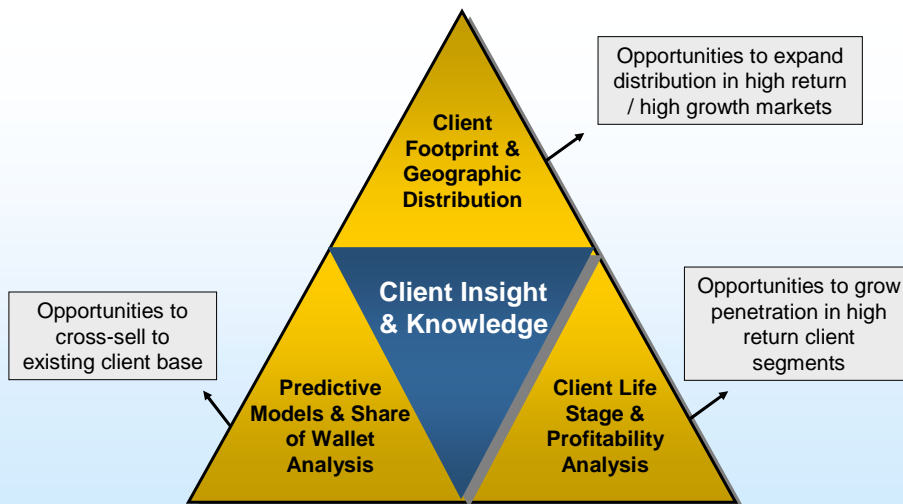 Opportunities to expand
distribution in high return
/ high growth markets
Client
Footprint &
Geographic
Distribution
Client Insight
& Knowledge
Opportunities to
cross-sell to
existing client base
Opportunities to grow
penetration in high
return client
segments
Predictive
Models & Share
of Wallet
Analysis
Client Life
Stage &
Profitability
Analysis